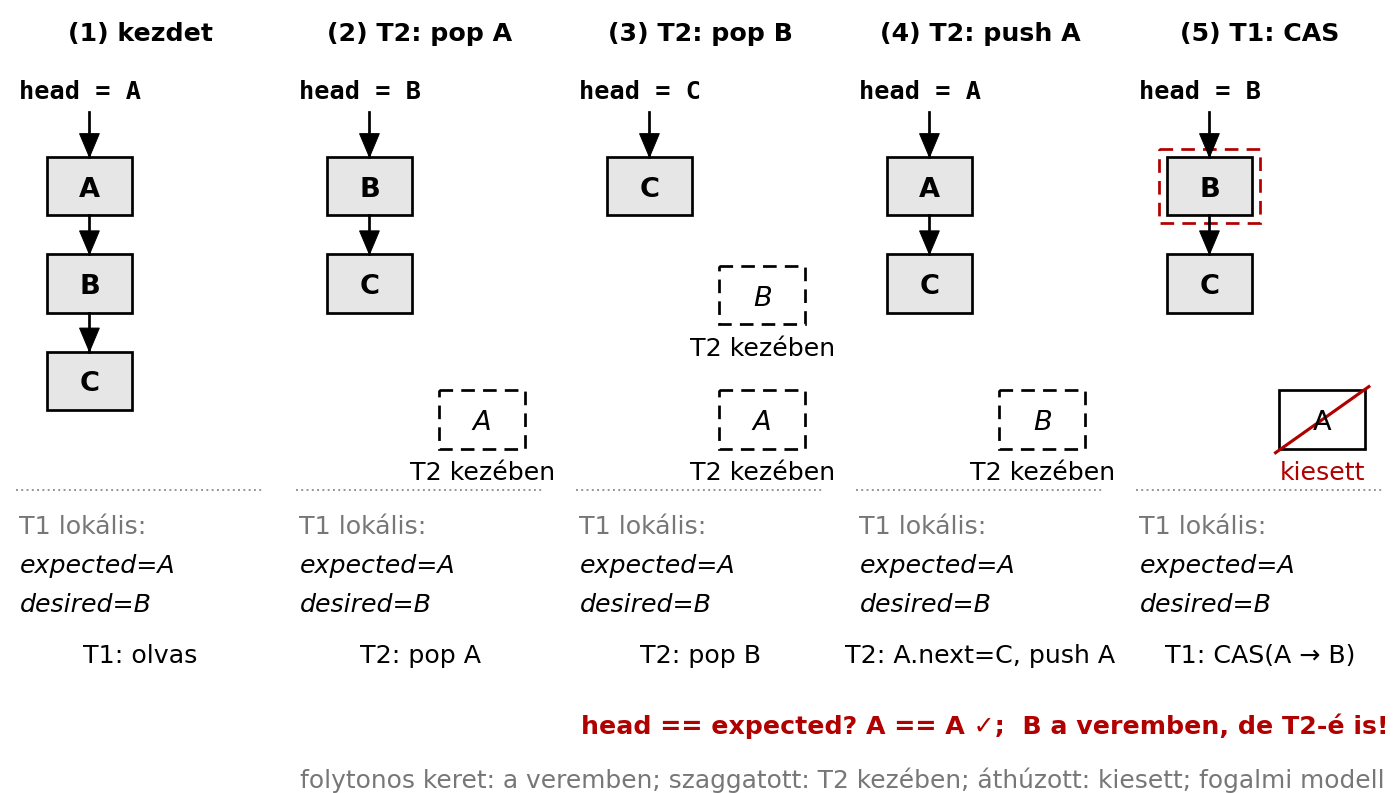 (1) kezdet
head = A
A
B
C
T1 lokális:
expected=A
desired=B
T1: olvas
(2) T2: pop A
head = B
B
C
A
T2 kezében
T1 lokális:
expected=A
desired=B
T2: pop A
(3) T2: pop B
head = C
C
B
T2 kezében
A
T2 kezében
T1 lokális:
expected=A
desired=B
T2: pop B
(4) T2: push A
head = A
A
C
B
T2 kezében
T1 lokális:
expected=A
desired=B
T2: A.next=C, push A
(5) T1: CAS
head = B
B
C
A
kiesett
T1 lokális:
expected=A
desired=B
T1: CAS(A → B)
head == expected? A == A ✓;  B a veremben, de T2-é is!
folytonos keret: a veremben; szaggatott: T2 kezében; áthúzott: kiesett; fogalmi modell